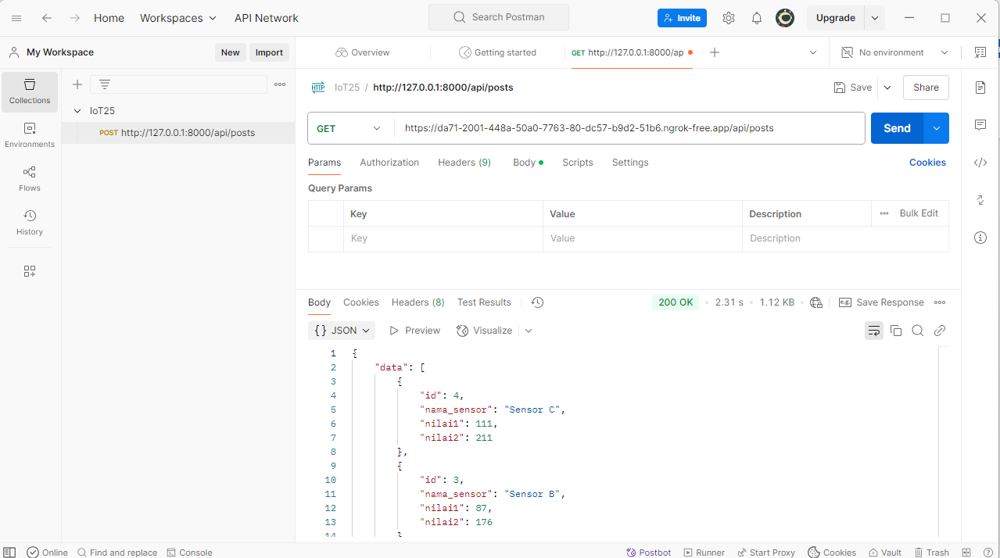 Home Workspaces API Network Search Postman Invite Upgrade
My Workspace New Import Overview Getting started GET http://127.0.0.1:8000/ap No environment
Collections
Environments
Flows
History
IoT25
POST http://127.0.0.1:8000/api/posts
HTTP IoT25 / http://127.0.0.1:8000/api/posts Save Share
GET https://da71-2001-448a-50a0-7763-80-dc57-b9d2-51b6.ngrok-free.app/api/posts Send
Params Authorization Headers (9) Body Scripts Settings Cookies
Query Params
Key Value Description Bulk Edit
Key Value Description
Body Cookies Headers (8) Test Results 200 OK 2.31 s 1.12 KB e.g. Save Response
{} JSON Preview Visualize
1 {
2 "data": [
3 {
4 "id": 4,
5 "nama_sensor": "Sensor C",
6 "nilai1": 111,
7 "nilai2": 211
8 },
9 {
10 "id": 3,
11 "nama_sensor": "Sensor B",
12 "nilai1": 87,
13 "nilai2": 176
14 }
Online Find and replace Console Postbot Runner Start Proxy Cookies Vault Trash